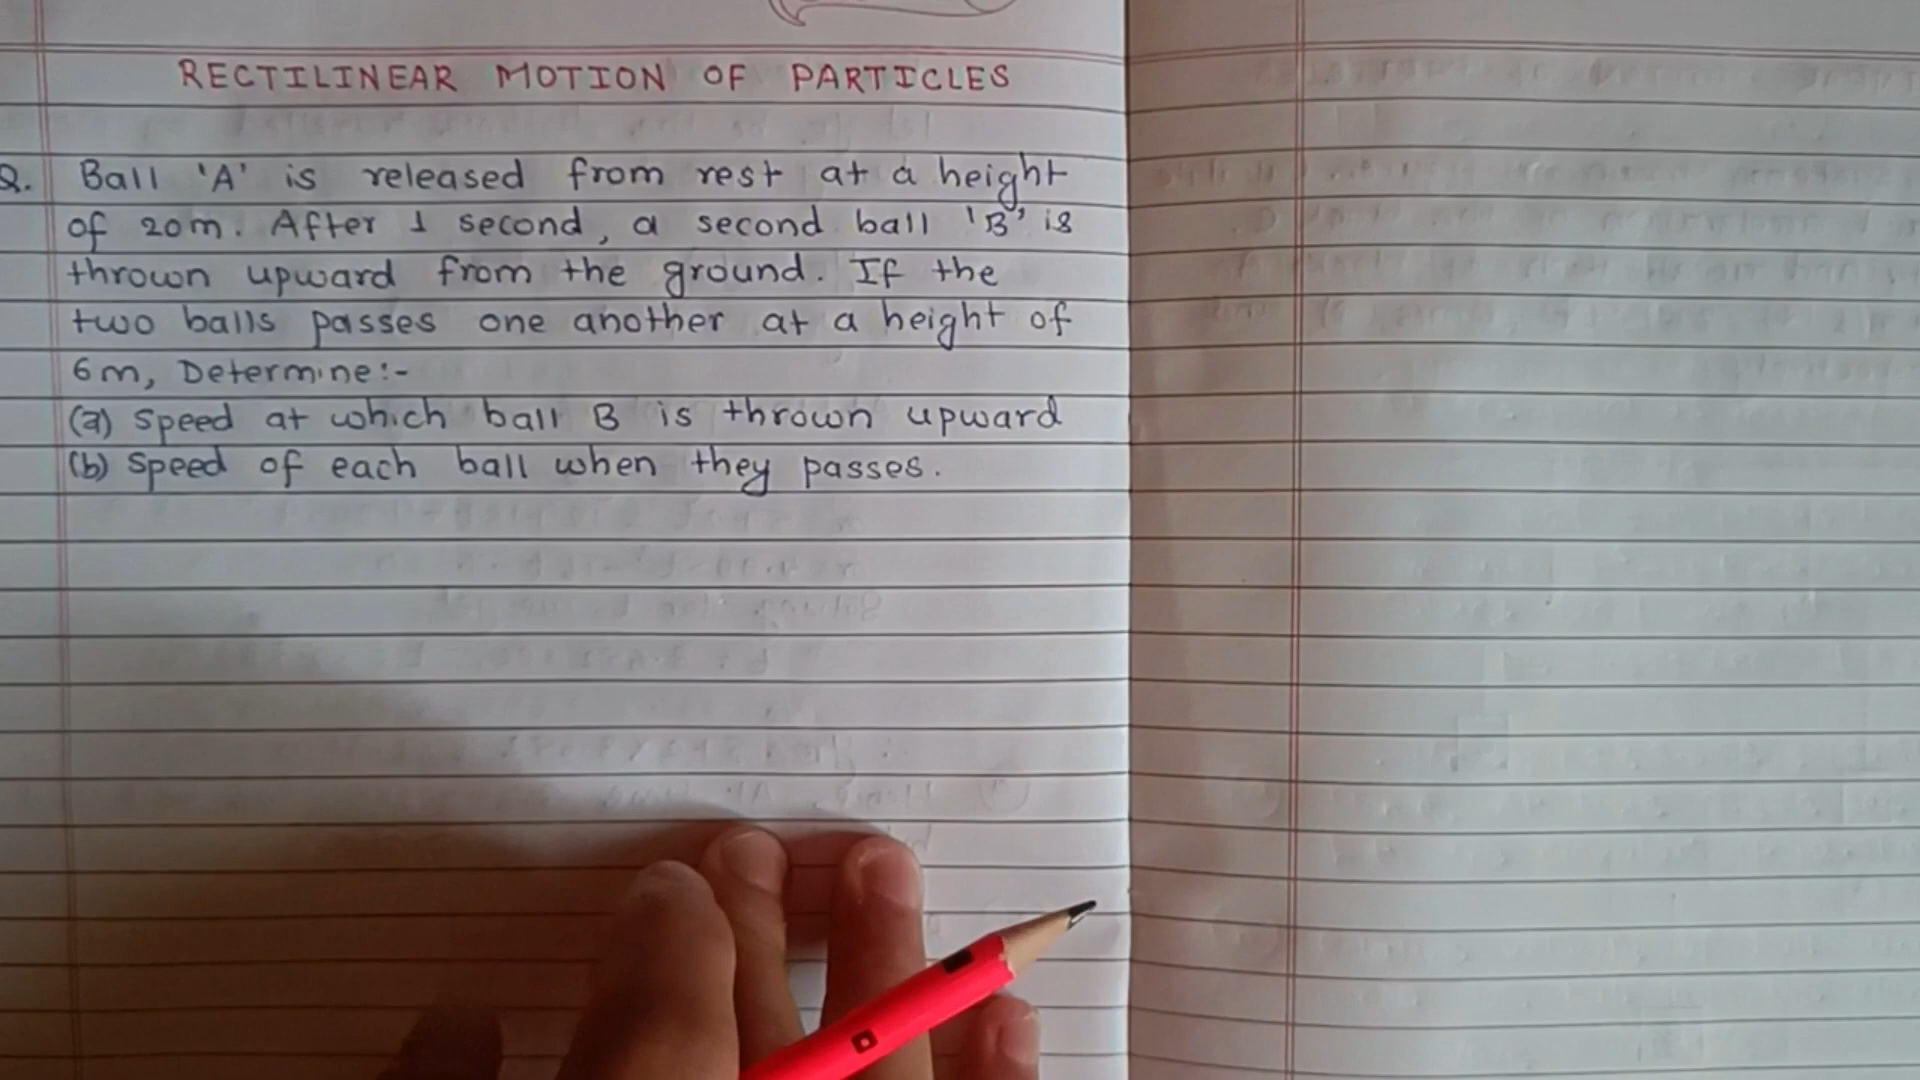 RECTILINEAR MOTION OF PARTICLES
Q. Ball 'A' is released from rest at a height
of 20m. After 1 second, a second ball 'B' is
thrown upward from the ground. If the
two balls passes one another at a height of
6m, Determine:-
(a) Speed at which ball B is thrown upward
(b) Speed of each ball when they passes.